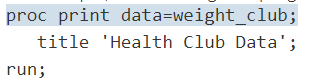 proc print data=weight_club;
title 'Health Club Data';
run;